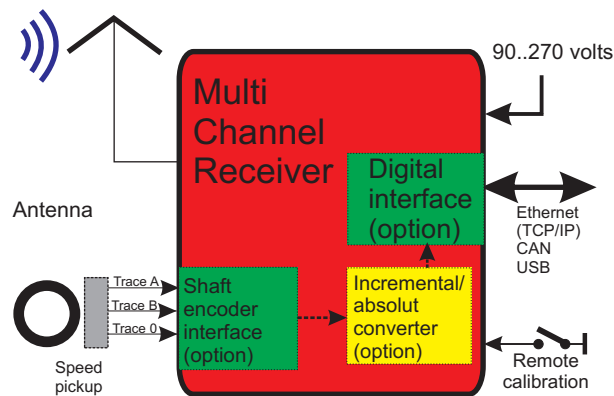 90..270 volts
Multi
Channel
Receiver
Digital
interface
(option)
Antenna
Ethernet
(TCP/IP)
CAN
USB
Trace A
Trace B
Trace 0
Shaft
encoder
interface
(option)
Incremental/
absolut
converter
(option)
Speed
pickup
Remote
calibration